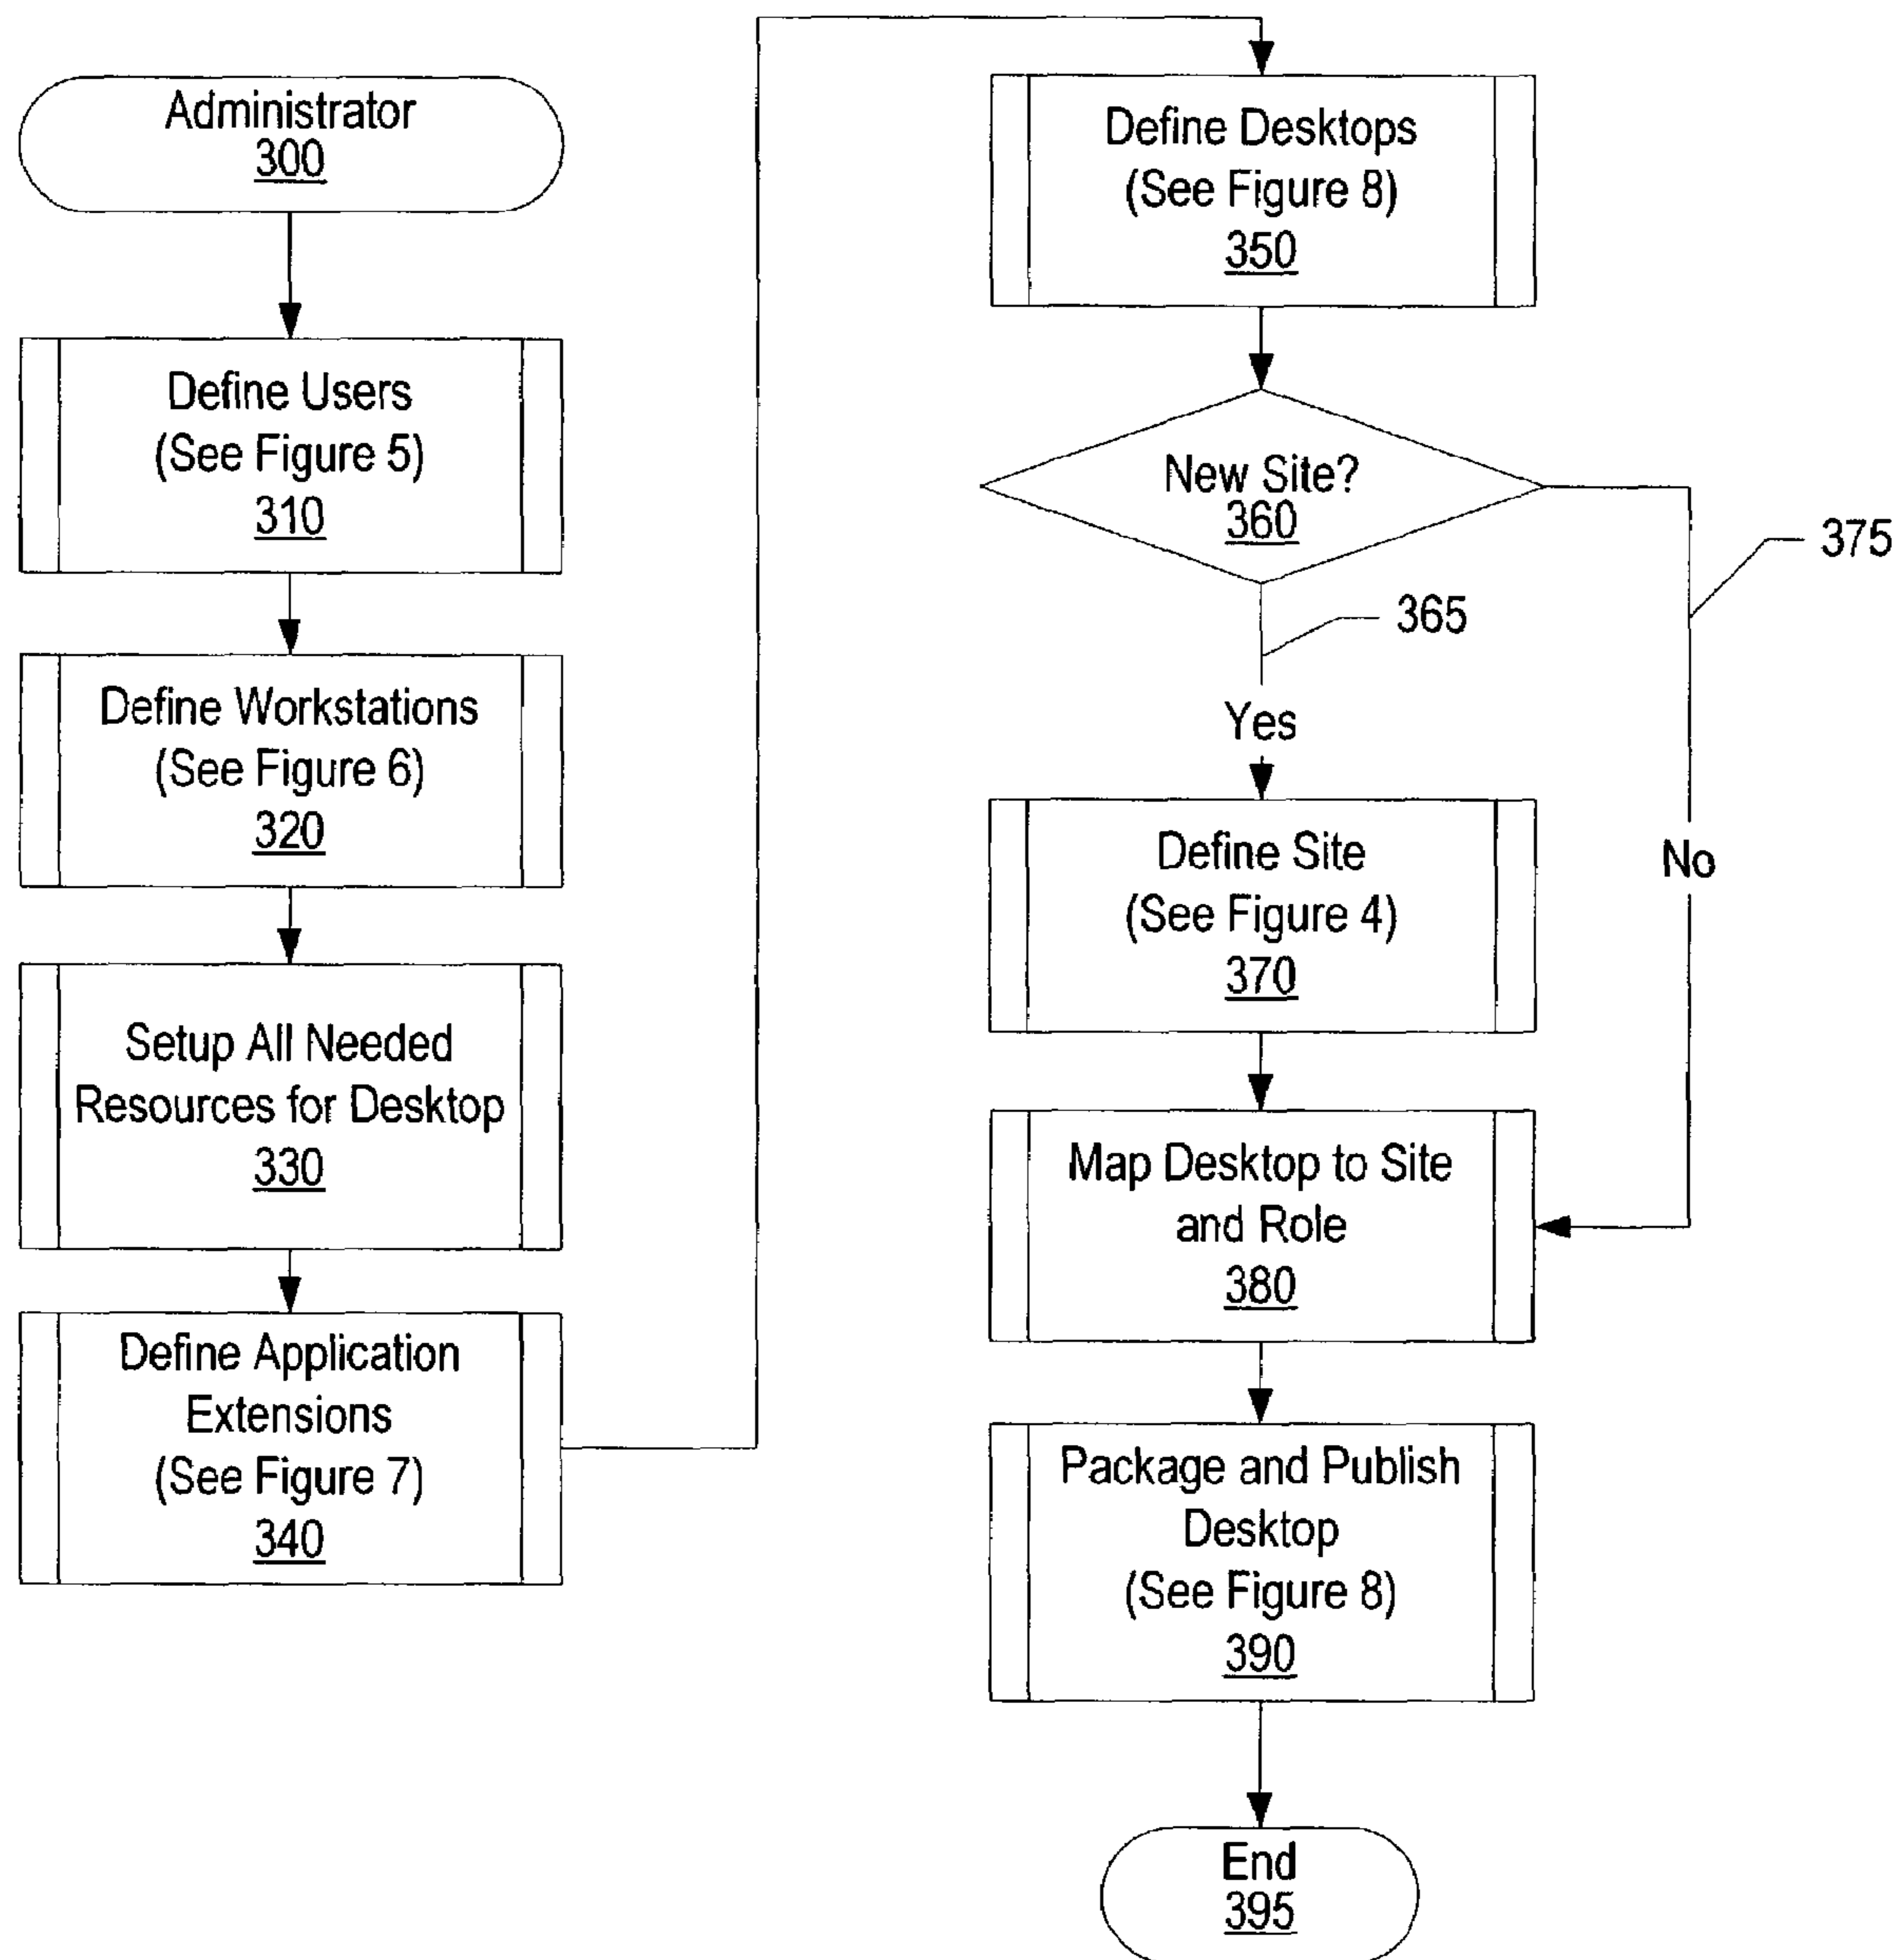 Administrator
300
Define Users
(See Figure 5)
310
Define Workstations
(See Figure 6)
320
Setup All Needed
Resources for Desktop
330
Define Application
Extensions
(See Figure 7)
340
Define Desktops
(See Figure 8)
350
New Site?
360
375
365
Yes
No
Define Site
(See Figure 4)
370
Map Desktop to Site
and Role
380
Package and Publish
Desktop
(See Figure 8)
390
End
395